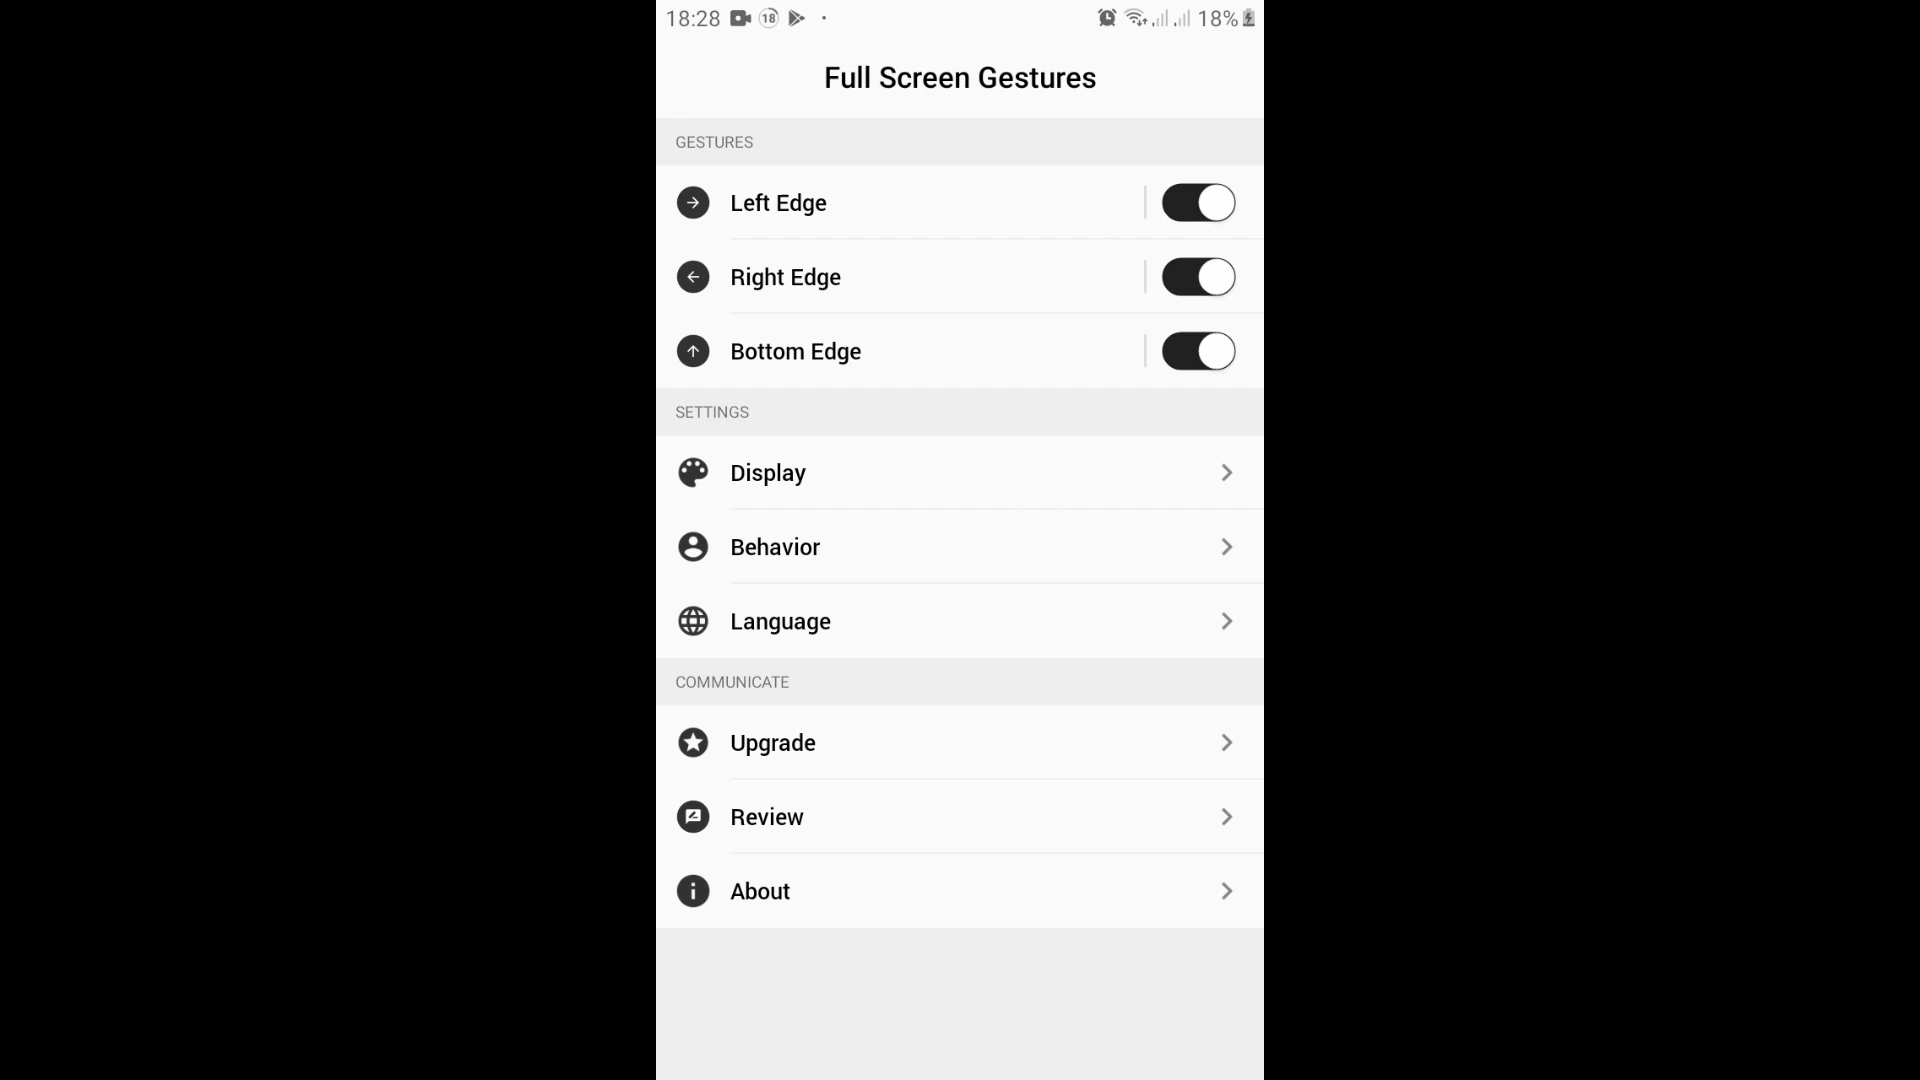 18:28 18 18%
Full Screen Gestures
GESTURES
Left Edge
Right Edge
Bottom Edge
SETTINGS
Display
Behavior
Language
COMMUNICATE
Upgrade
Review
About